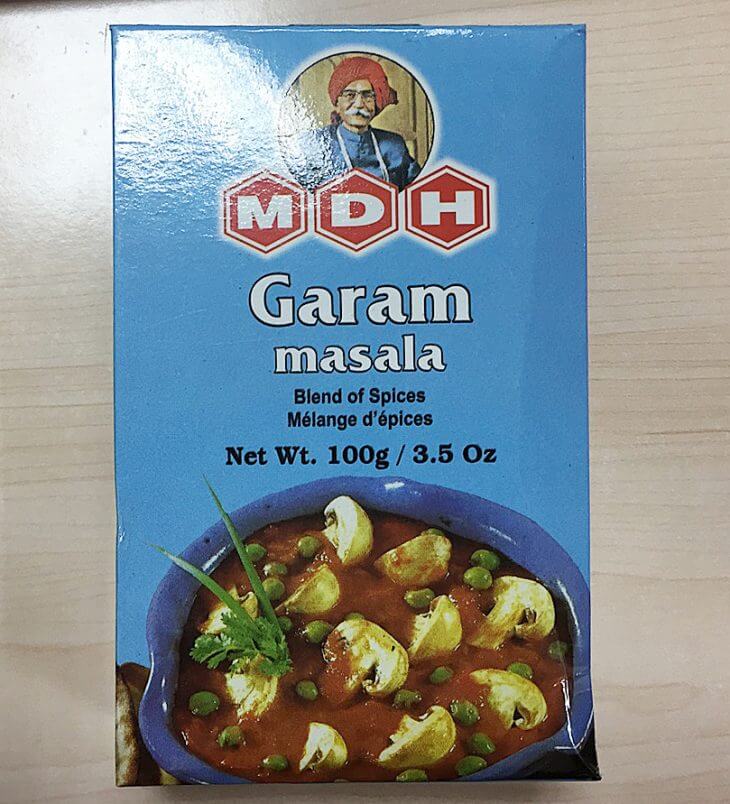 MDH
Garam
masala
Blend of Spices
Mélange d'épices
Net Wt. 100g / 3.5 Oz